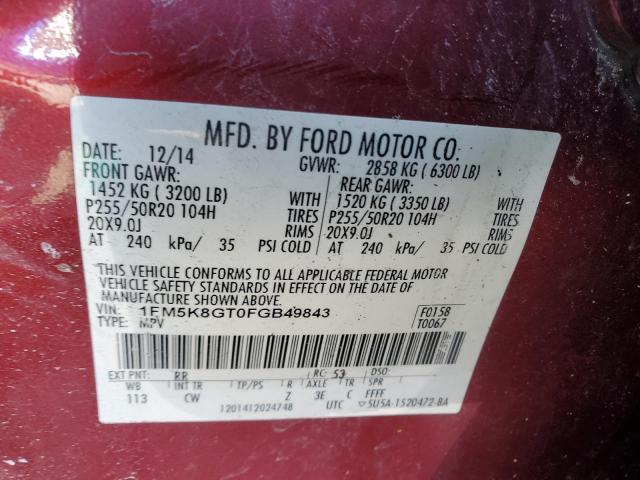 MFD. BY FORD MOTOR CO.
DATE: 12/14 GVWR: 2858 KG ( 6300 LB)
FRONT GAWR: REAR GAWR:
1452 KG ( 3200 LB) WITH 1520 KG ( 3350 LB) WITH
P255/50R20 104H TIRES P255/50R20 104H TIRES
20X9.0J RIMS 20X9.0J RIMS
AT 240 kPa/ 35 PSI COLD AT 240 kPa/ 35 PSI COLD
THIS VEHICLE CONFORMS TO ALL APPLICABLE FEDERAL MOTOR
VEHICLE SAFETY STANDARDS IN EFFECT ON THE DATE OF
MANUFACTURE SHOWN ABOVE.
VIN: 1FM5K8GT0FGB49843 F0158
TYPE: MPV T0067
EXT PNT: RR RC: 53 DSO:
WB INT TR TP/PS R AXLE TR SPR
113 CW Z 3E C FFFF
1201412024748 UTC 5U5A-1520472-BA